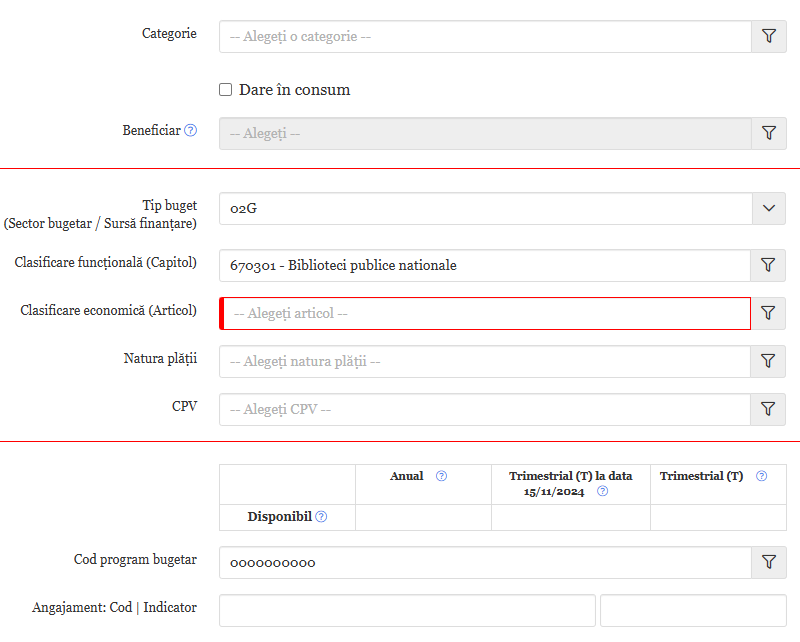 Categorie
-- Alegeți o categorie --
Dare în consum
Beneficiar ?
-- Alegeți --
Tip buget
(Sector bugetar / Sursă finanțare)
02G
Clasificare funcțională (Capitol)
670301 - Biblioteci publice nationale
Clasificare economică (Articol)
-- Alegeți articol --
Natura plății
-- Alegeți natura plății --
CPV
-- Alegeți CPV --
Anual ?
Trimestrial (T) la data
15/11/2024 ?
Trimestrial (T) ?
Disponibil ?
Cod program bugetar
0000000000
Angajament: Cod | Indicator